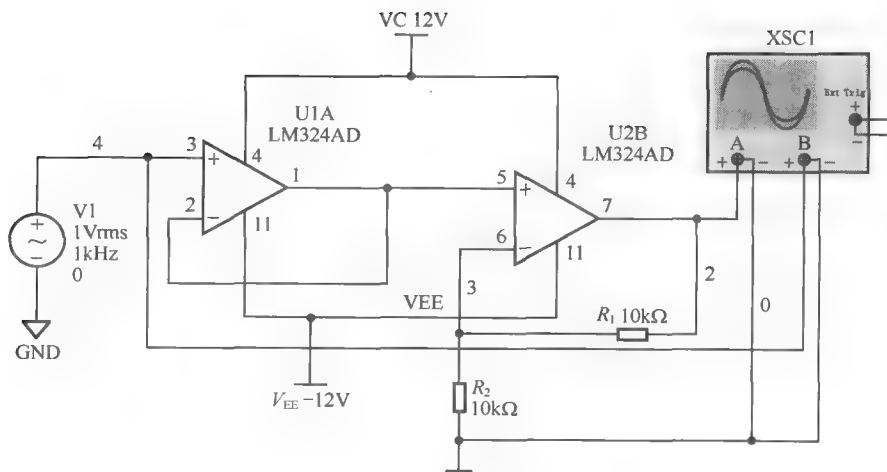 VC 12V
XSC1
Ext Trig
+
−
A
B
+ −
+ −
U1A
LM324AD
U2B
LM324AD
4
3
+
4
1
2
−
11
5
+
4
7
6
−
11
V1
1Vrms
1kHz
0
+
−
GND
VEE
3
2
0
R1 10kΩ
R2
10kΩ
VEE −12V